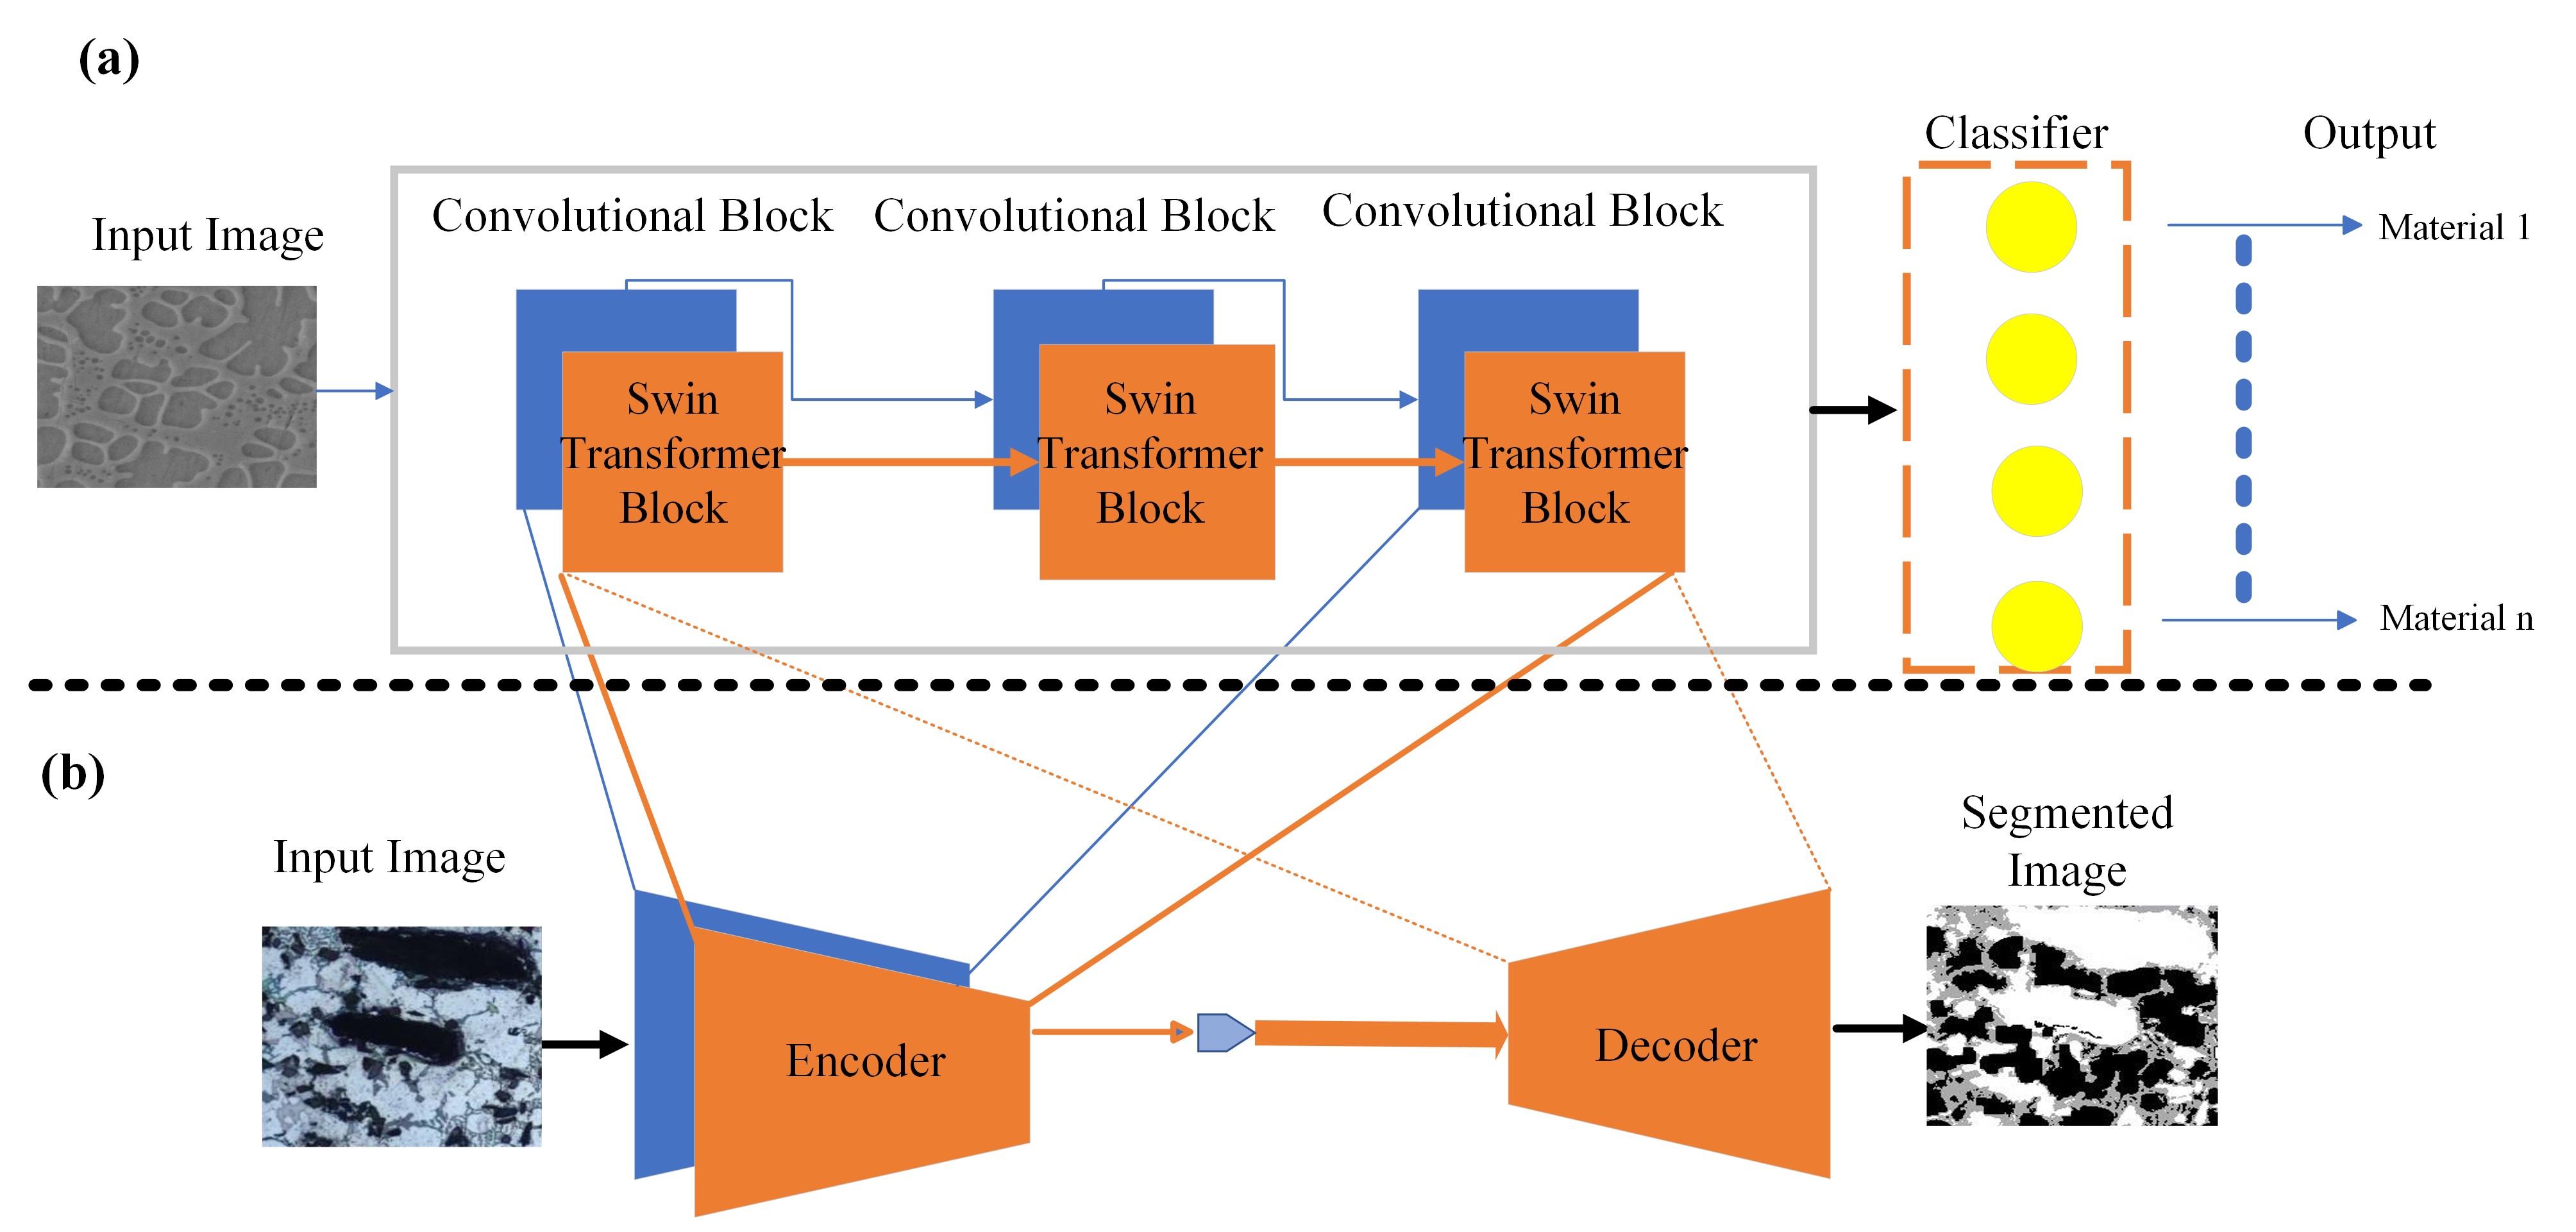 (a)
Classifier
Output
Convolutional Block
Convolutional Block
Convolutional Block
Input Image
Material 1
Swin
Transformer
Block
Swin
Transformer
Block
Swin
Transformer
Block
Material n
(b)
Input Image
Segmented
Image
Encoder
Decoder